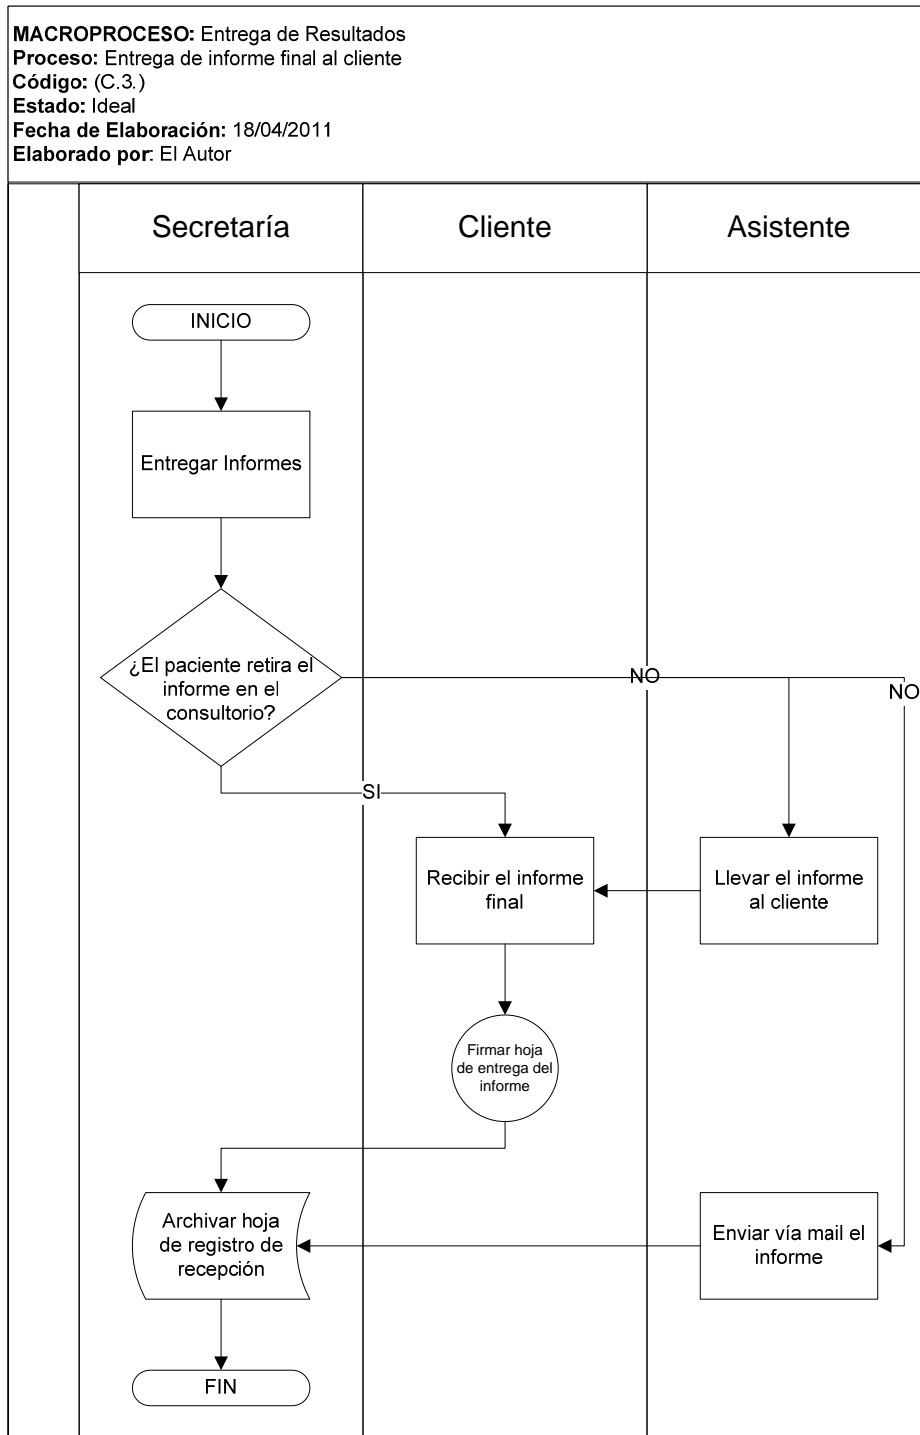 MACROPROCESO: Entrega de Resultados
Proceso: Entrega de informe final al cliente
Código: (C.3.)
Estado: Ideal
Fecha de Elaboración: 18/04/2011
Elaborado por: El Autor
Secretaría
Cliente
Asistente
INICIO
Entregar Informes
¿El paciente retira el
informe en el
consultorio?
NO
NO
SI
Recibir el informe
final
Llevar el informe
al cliente
Firmar hoja
de entrega del
informe
Archivar hoja
de registro de
recepción
Enviar vía mail el
informe
FIN